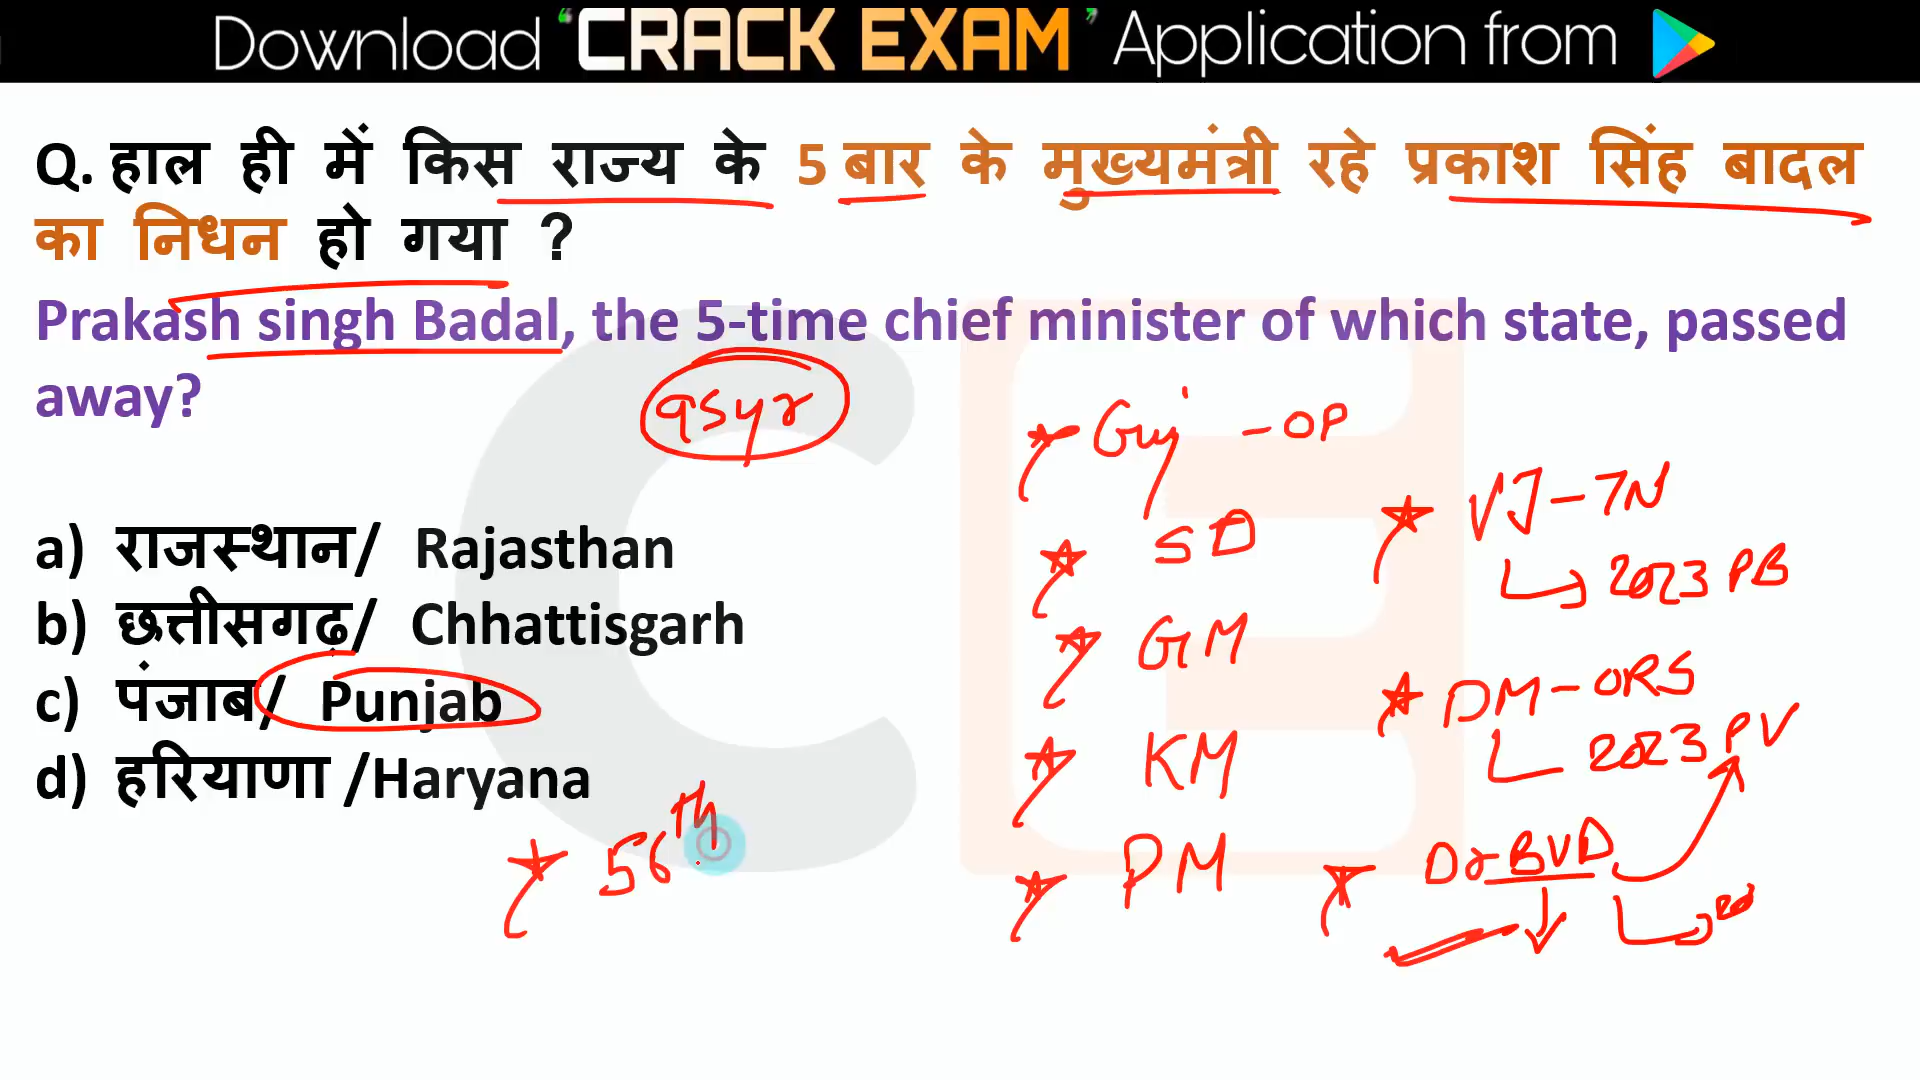 Download ‘CRACK EXAM’ Application from
Q. हाल ही में किस राज्य के 5 बार के मुख्यमंत्री रहे प्रकाश सिंह बादल
का निधन हो गया ?
Prakash singh Badal, the 5-time chief minister of which state, passed
away?
95yr
a) राजस्थान/ Rajasthan
b) छत्तीसगढ़/ Chhattisgarh
c) पंजाब/ Punjab
d) हरियाणा /Haryana
56th
Guj - OP
SD
GM
KM
PM
VJ - TN
2023 PB
DM - ORS
2023 PV
Dr BVD